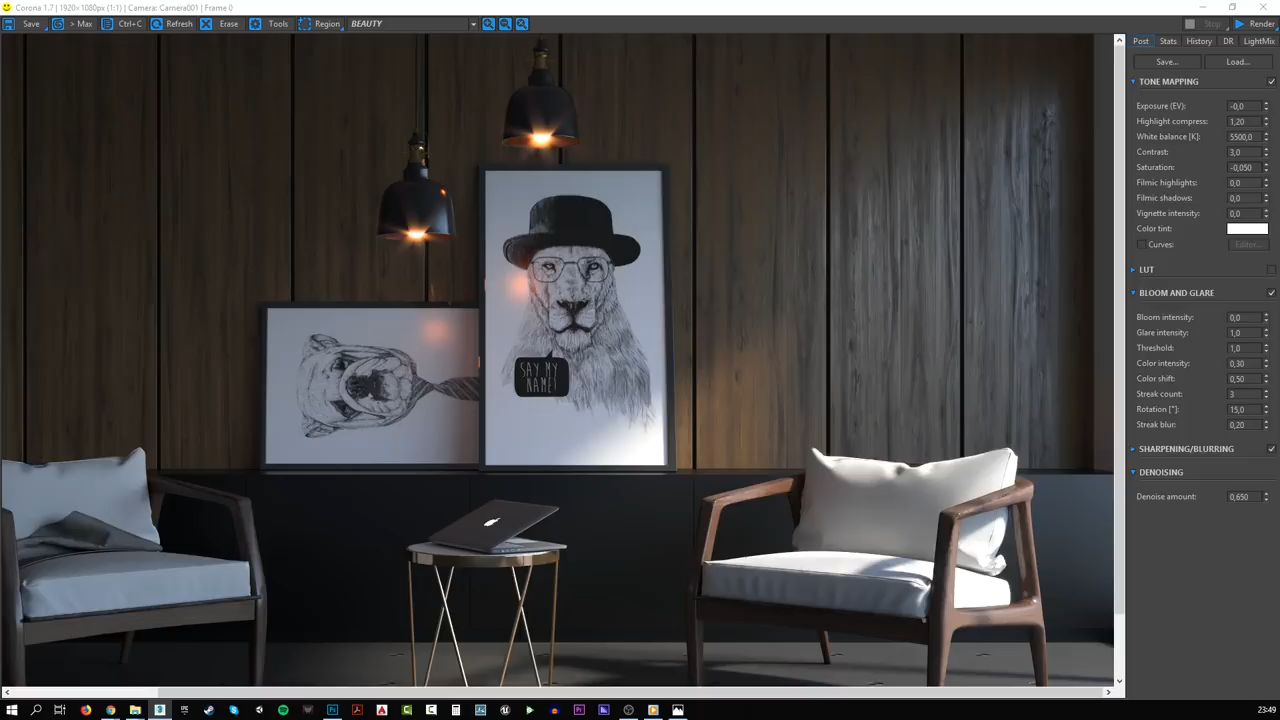 Corona 1.7 | 1920×1080px (1:1) | Camera: Camera001 | Frame 0
Save > Max Ctrl+C Refresh Erase Tools Region BEAUTY Stop Render
Post Stats History DR LightMix
Save... Load...
TONE MAPPING
Exposure (EV): -0,0
Highlight compress: 1,20
White balance [K]: 5500,0
Contrast: 3,0
Saturation: -0,050
Filmic highlights: 0,0
Filmic shadows: 0,0
Vignette intensity: 0,0
Color tint:
Curves: Editor...
LUT
BLOOM AND GLARE
Bloom intensity: 0,0
Glare intensity: 1,0
Threshold: 1,0
Color intensity: 0,30
Color shift: 0,50
Streak count: 3
Rotation [°]: 15,0
Streak blur: 0,20
SHARPENING/BLURRING
DENOISING
Denoise amount: 0,650
SAY MY
NAME!
23:49